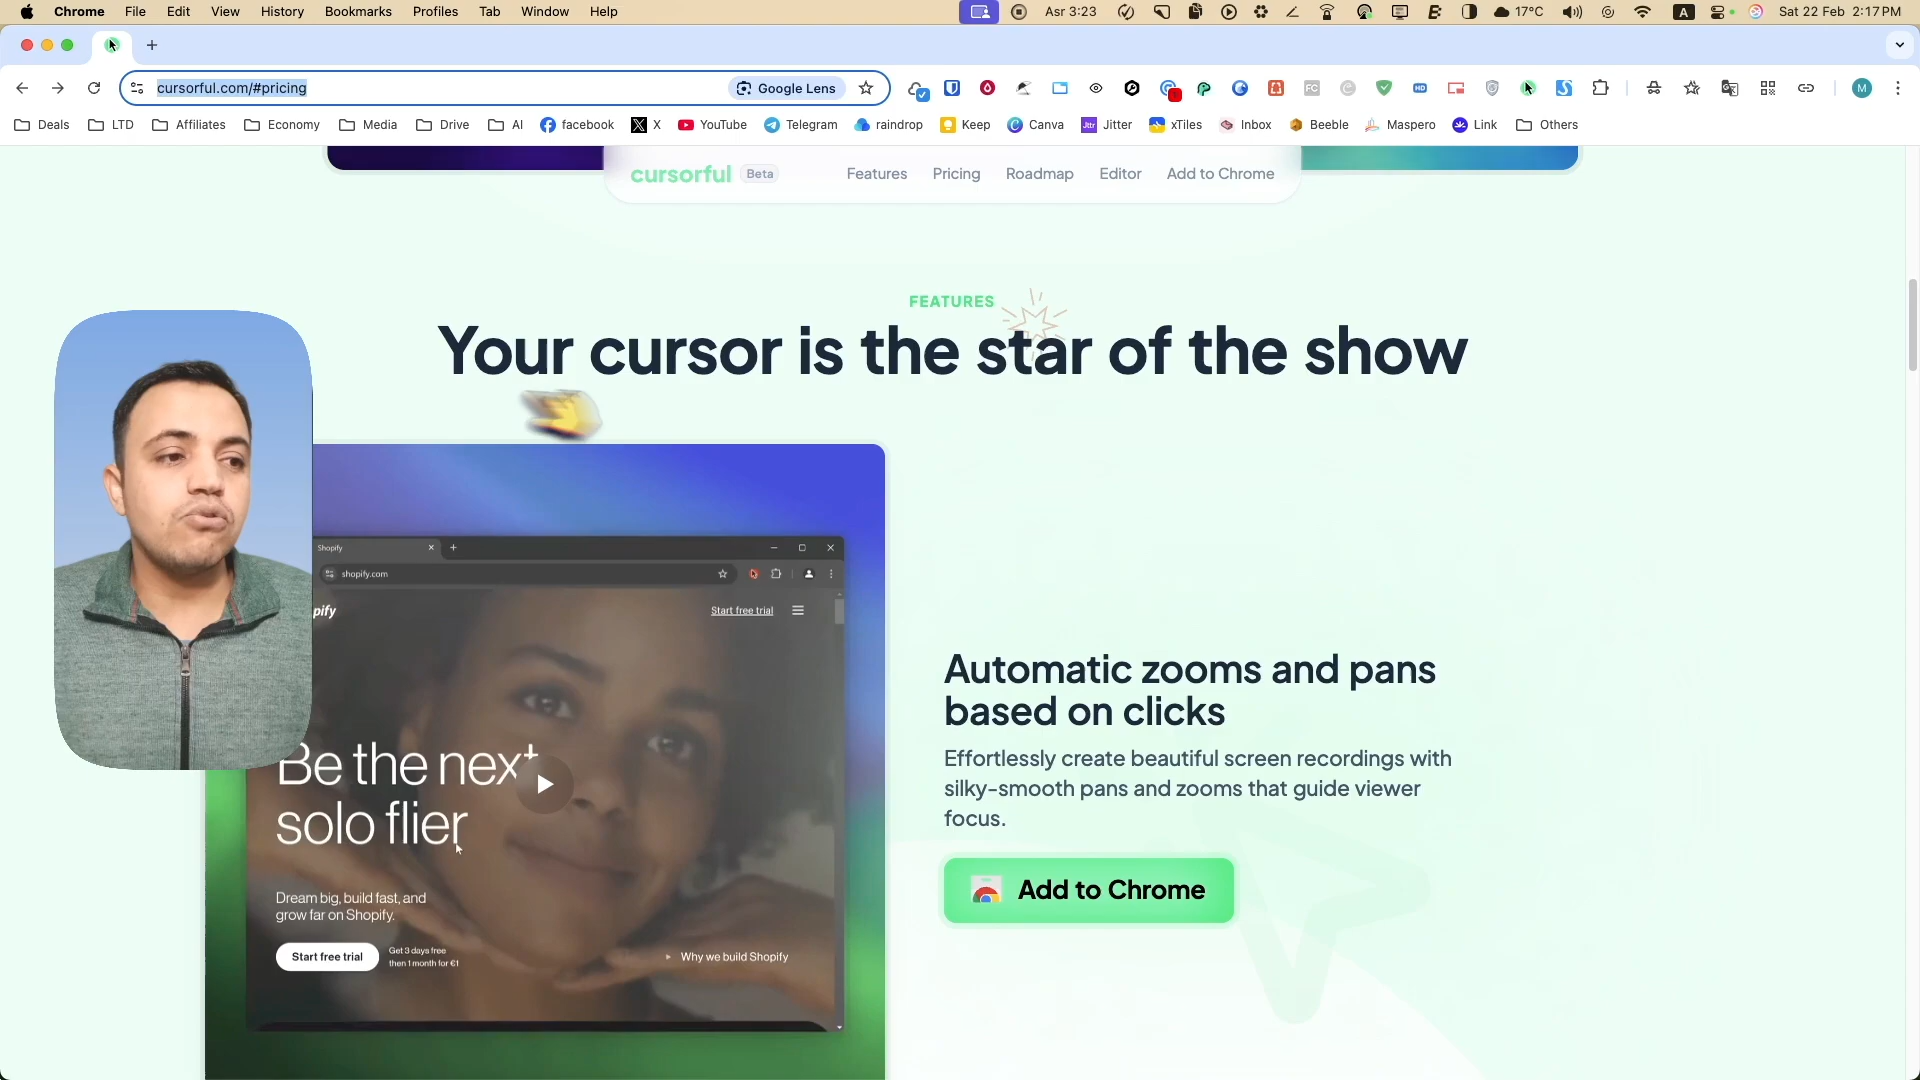 Chrome File Edit View History Bookmarks Profiles Tab Window Help Asr 3:23 17°C A Sat 22 Feb 2:17 PM
cursorful.com/#pricing Google Lens FC HD M
Deals LTD Affiliates Economy Media Drive AI facebook X YouTube Telegram raindrop Keep Canva Jitter xTiles Inbox Beeble Maspero Link Others
cursorful Beta Features Pricing Roadmap Editor Add to Chrome
FEATURES
Your cursor is the star of the show
Shopify
shopify.com
pify Start free trial
Be the next
solo flier
Dream big, build fast, and
grow far on Shopify.
Start free trial
Get 3 days free
then 1 month for €1
Why we build Shopify
Automatic zooms and pans
based on clicks
Effortlessly create beautiful screen recordings with
silky-smooth pans and zooms that guide viewer
focus.
Add to Chrome